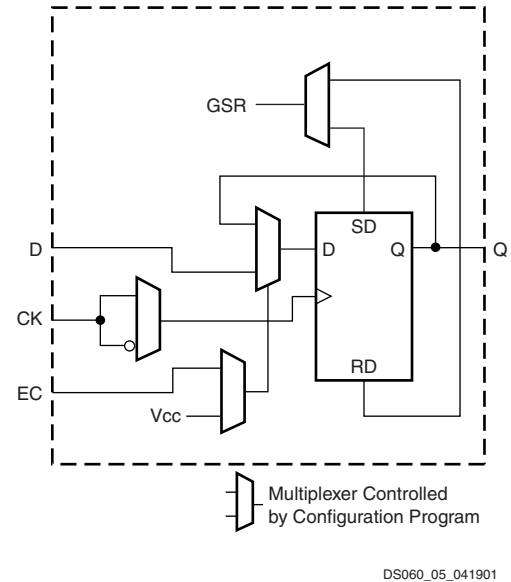 GSR
SD
D
D
Q
Q
CK
RD
EC
Vcc
Multiplexer Controlled
by Configuration Program
DS060_05_041901